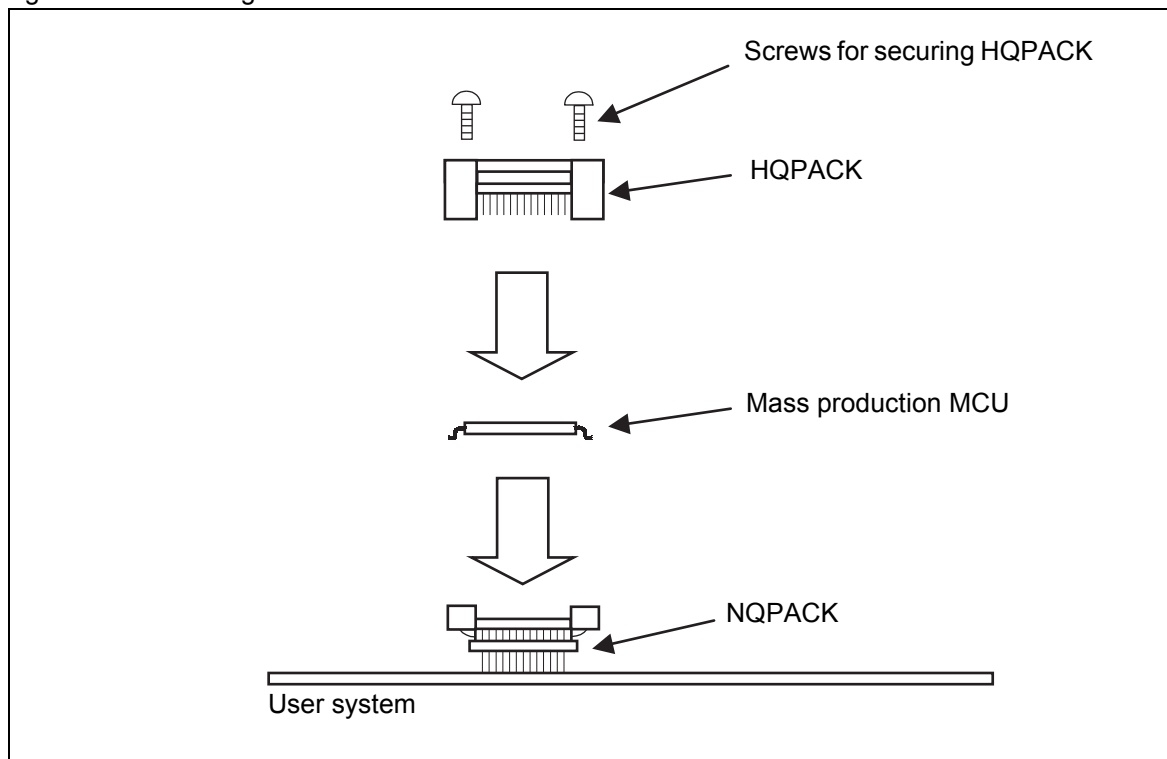 Screws for securing HQPACK
HQPACK
Mass production MCU
NQPACK
User system